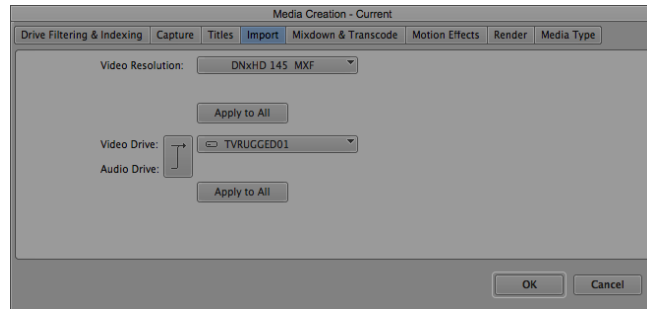 Media Creation - Current
Drive Filtering & Indexing Capture Titles Import Mixdown & Transcode Motion Effects Render Media Type
Video Resolution: DNxHD 145 MXF
Apply to All
Video Drive: TVRUGGED01
Audio Drive:
Apply to All
OK Cancel